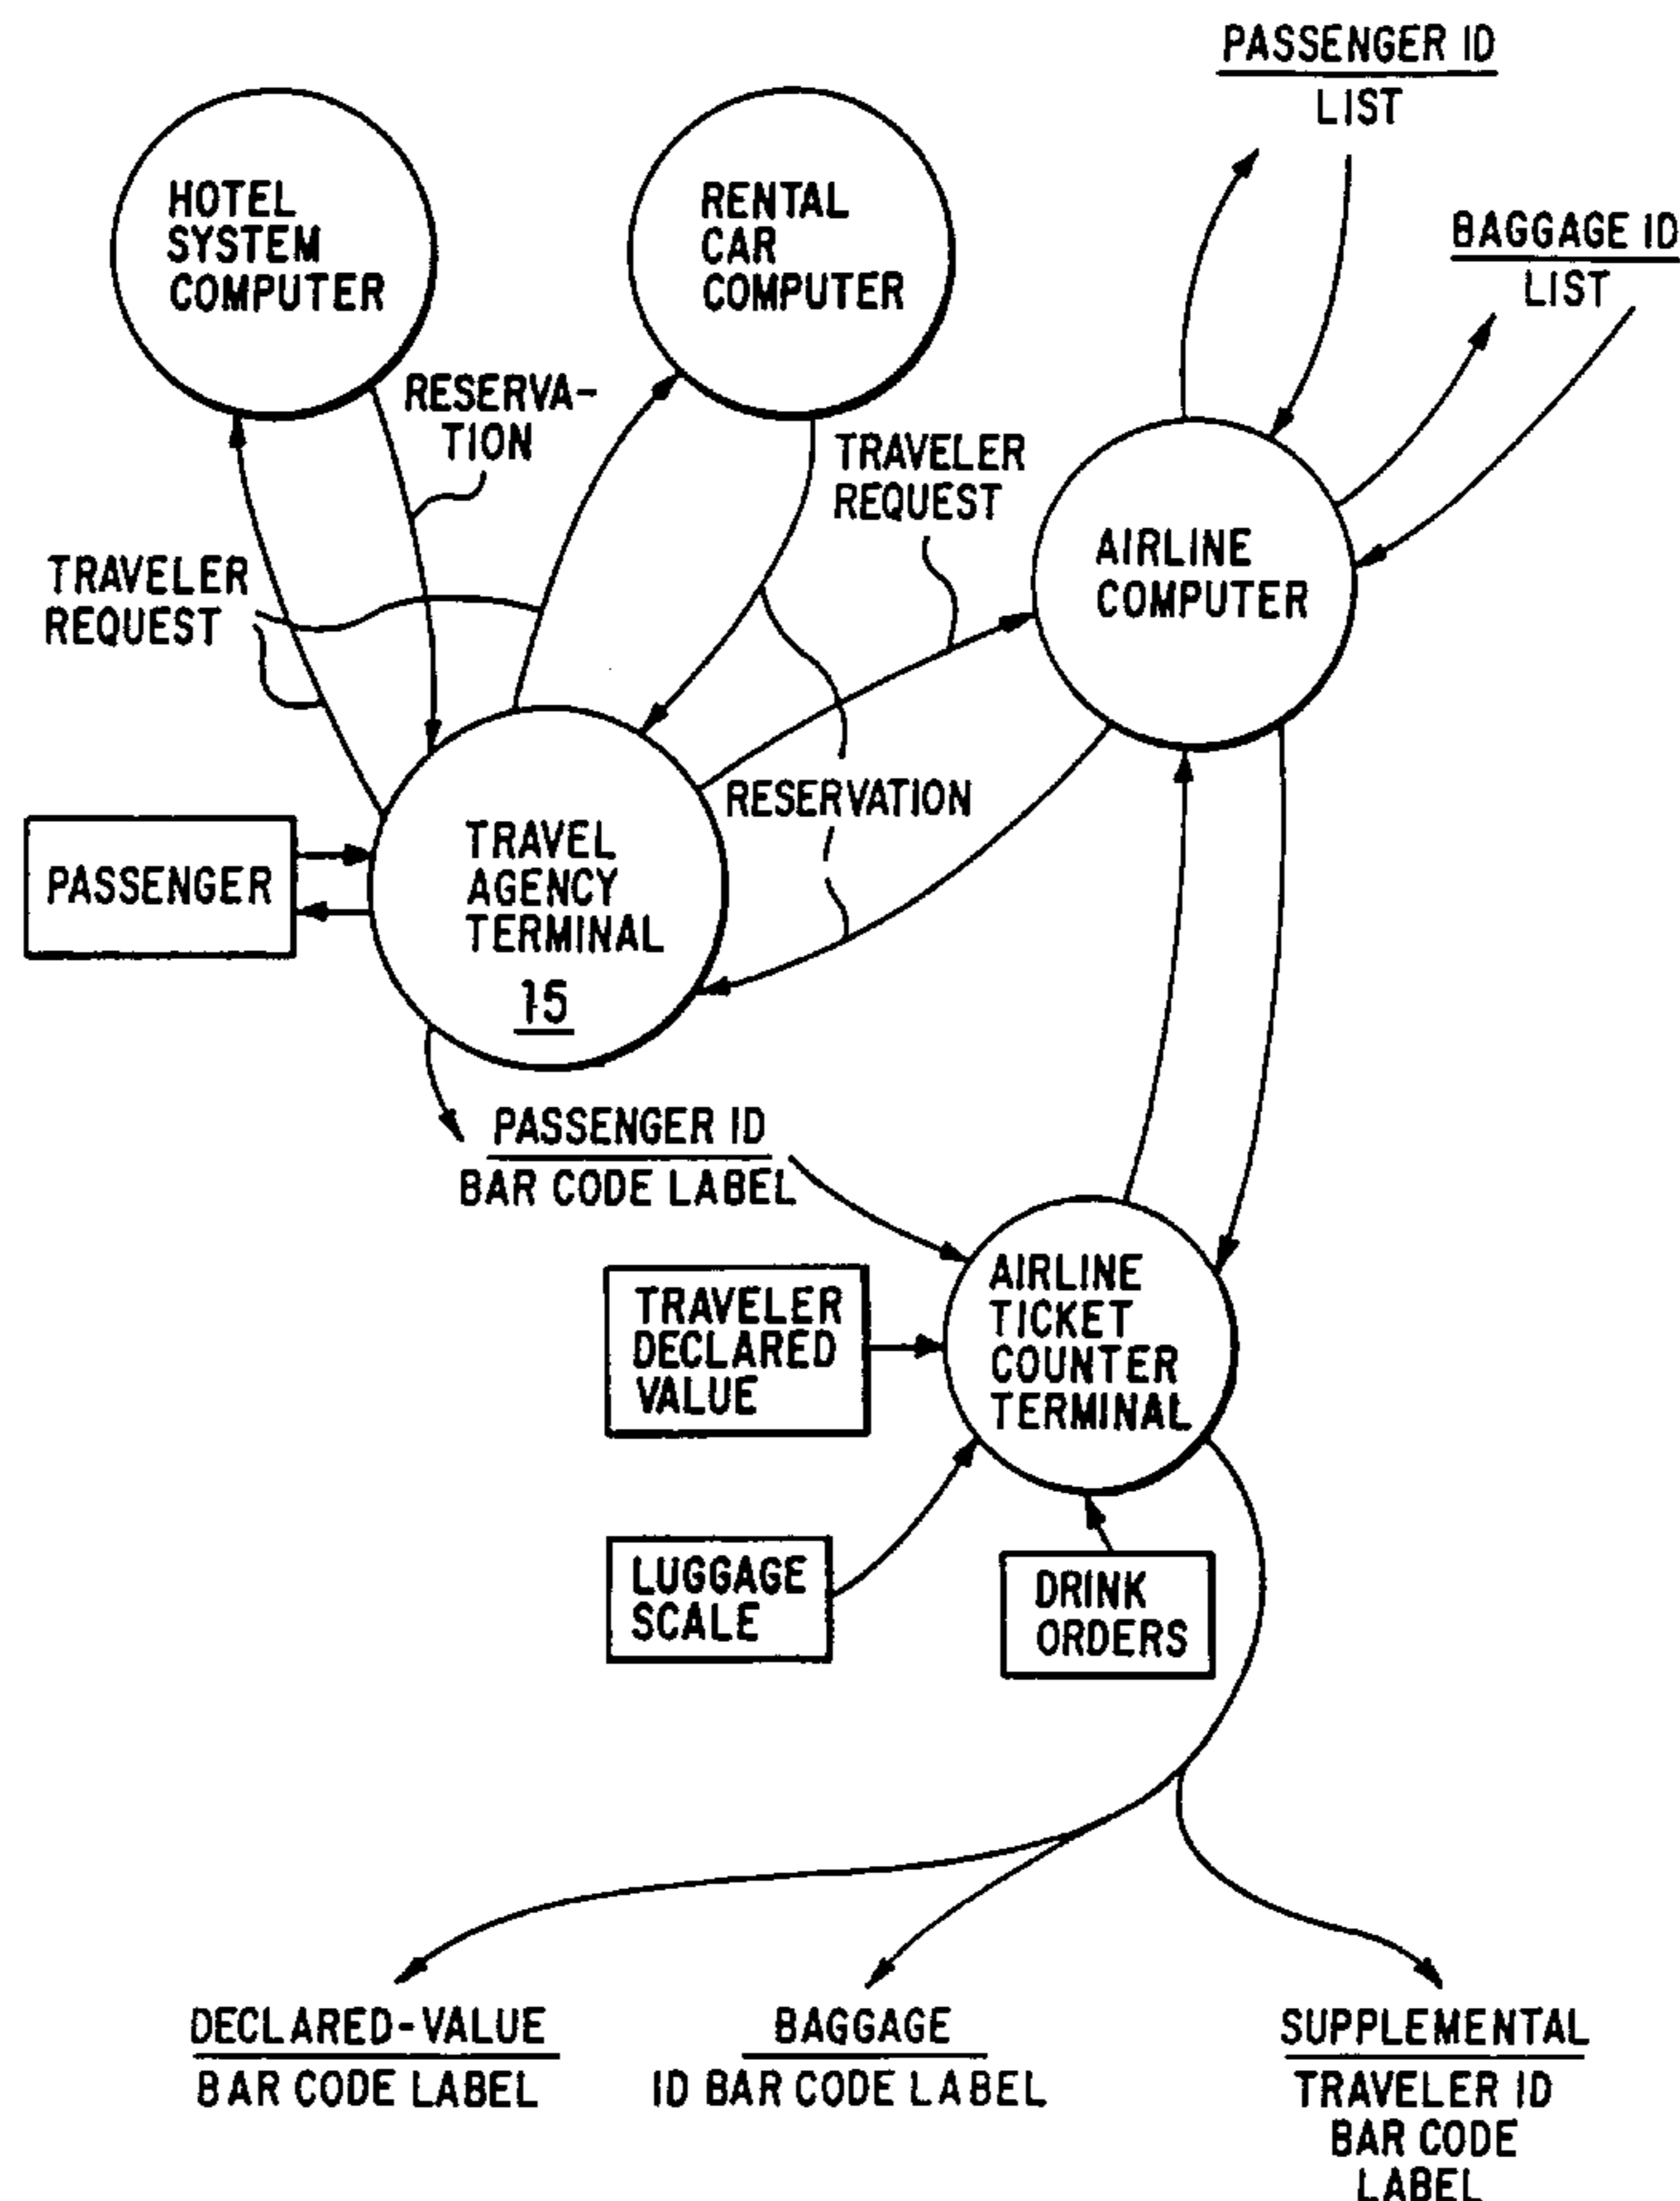 PASSENGER ID
LIST
HOTEL
SYSTEM
COMPUTER
RENTAL
CAR
COMPUTER
BAGGAGE ID
LIST
RESERVA-
TION
TRAVELER
REQUEST
AIRLINE
COMPUTER
TRAVELER
REQUEST
RESERVATION
PASSENGER
TRAVEL
AGENCY
TERMINAL
15
PASSENGER ID
BAR CODE LABEL
AIRLINE
TICKET
COUNTER
TERMINAL
TRAVELER
DECLARED
VALUE
LUGGAGE
SCALE
DRINK
ORDERS
DECLARED-VALUE
BAR CODE LABEL
BAGGAGE
ID BAR CODE LABEL
SUPPLEMENTAL
TRAVELER ID
BAR CODE
LABEL